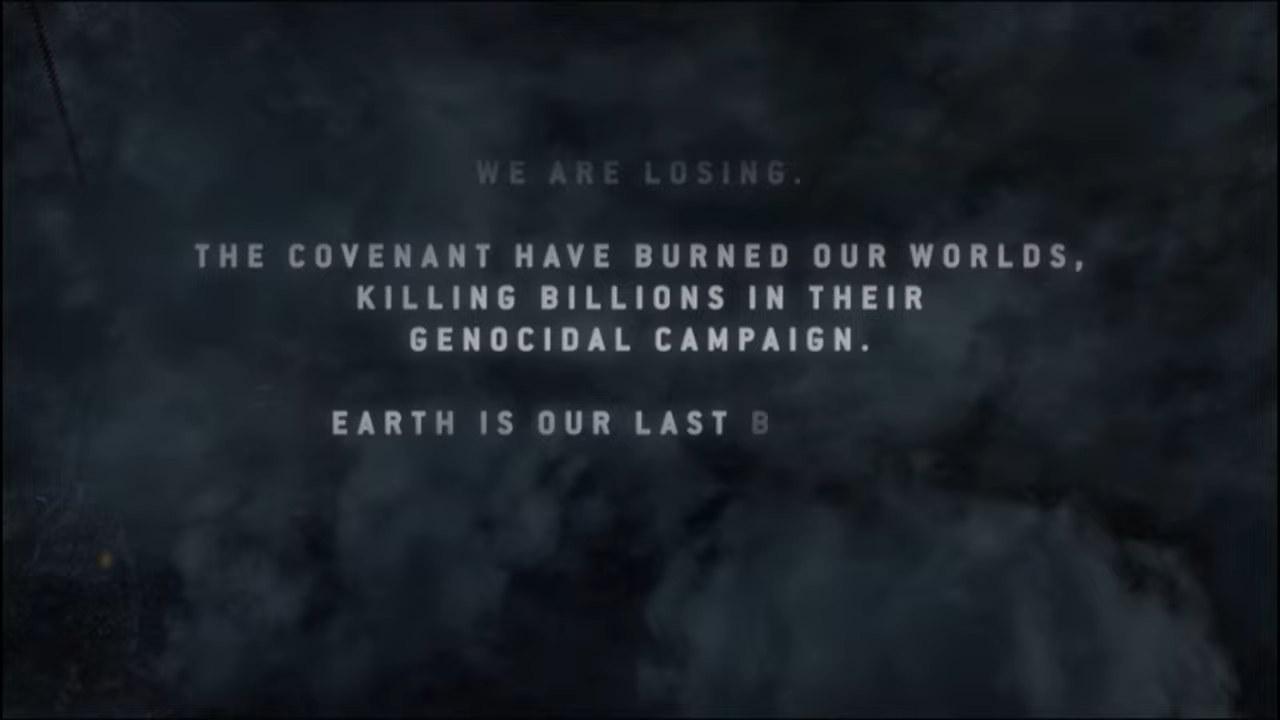 WE ARE LOSING.
THE COVENANT HAVE BURNED OUR WORLDS,
KILLING BILLIONS IN THEIR
GENOCIDAL CAMPAIGN.
EARTH IS OUR LAST B